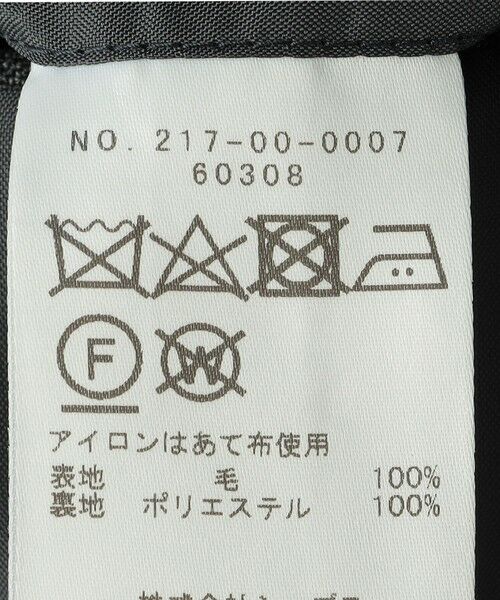 NO. 217-00-0007
60308
F W
アイロンはあて布使用
表地 毛 100%
裏地 ポリエステル 100%